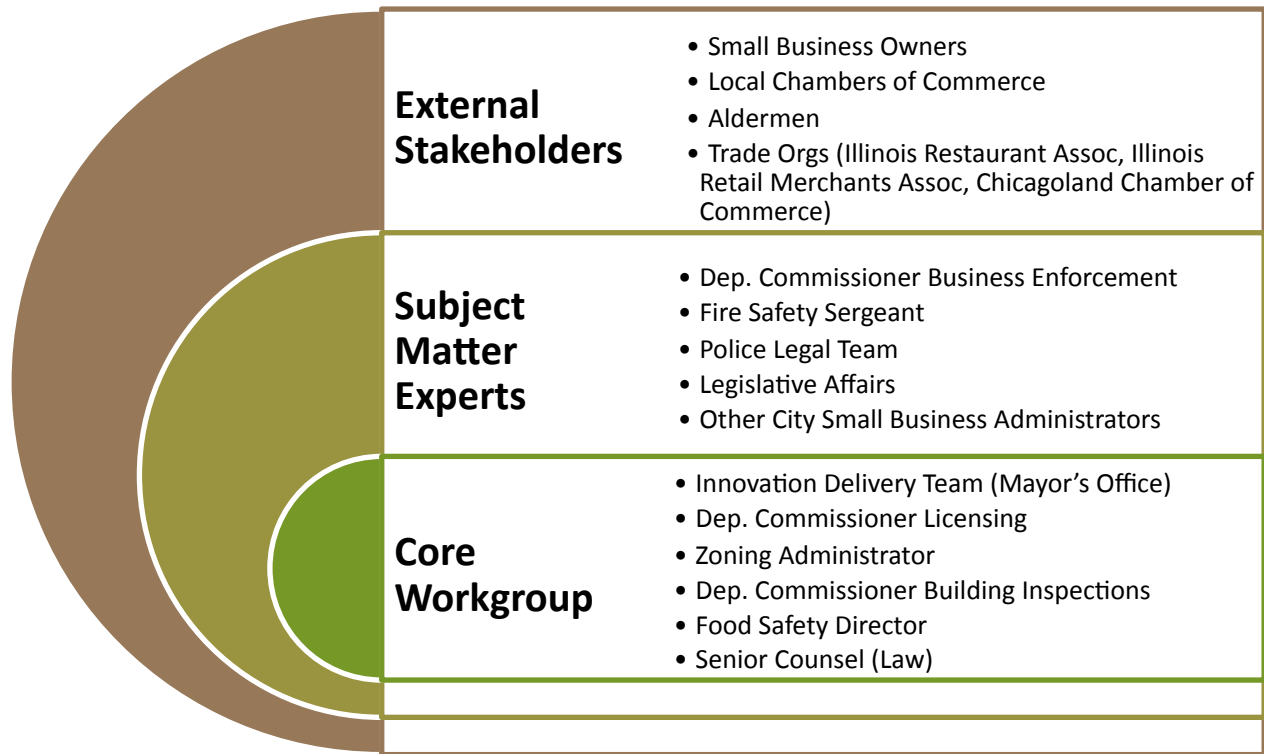 External
Stakeholders
• Small Business Owners
• Local Chambers of Commerce
• Aldermen
• Trade Orgs (Illinois Restaurant Assoc, Illinois
Retail Merchants Assoc, Chicagoland Chamber of
Commerce)
Subject
Matter
Experts
• Dep. Commissioner Business Enforcement
• Fire Safety Sergeant
• Police Legal Team
• Legislative Affairs
• Other City Small Business Administrators
Core
Workgroup
• Innovation Delivery Team (Mayor’s Office)
• Dep. Commissioner Licensing
• Zoning Administrator
• Dep. Commissioner Building Inspections
• Food Safety Director
• Senior Counsel (Law)